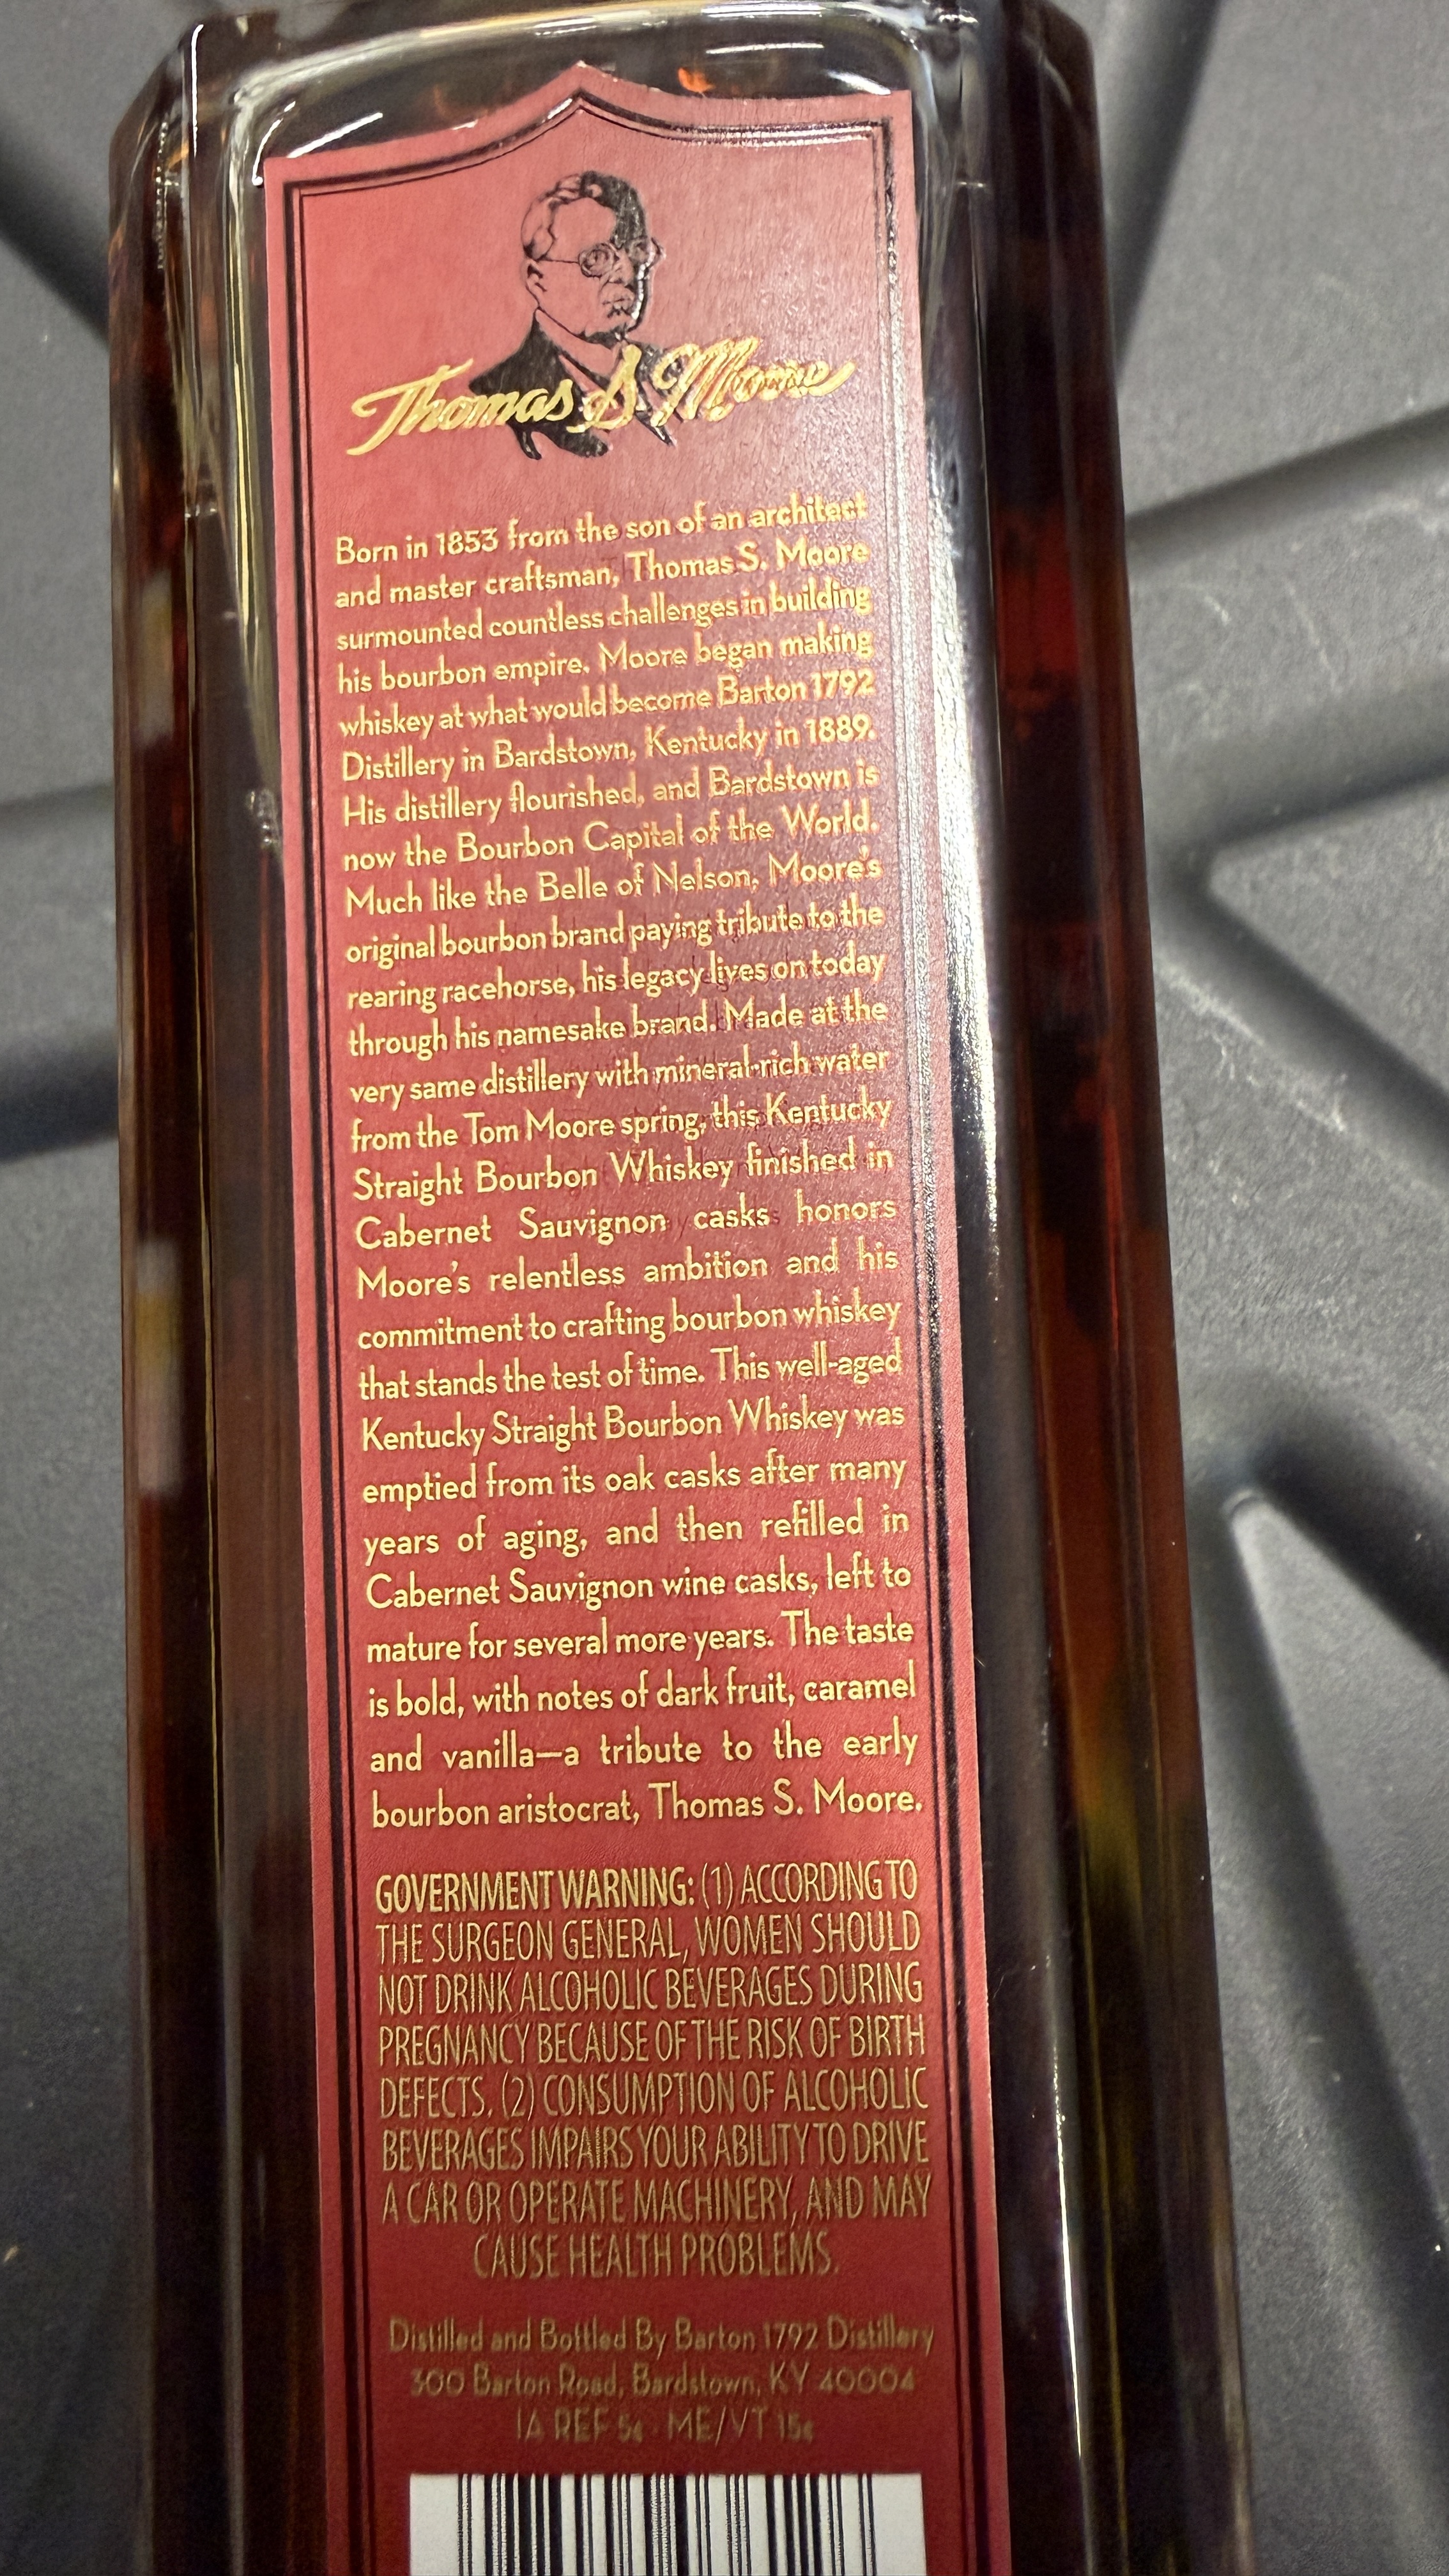 Thomas S Moore
Born in 1853 from the son of an architect
and master craftsman, Thomas S. Moore
surmounted countless challenges in building
his bourbon empire. Moore began making
whiskey at what would become Barton 1792
Distillery in Bardstown, Kentucky in 1889.
His distillery flourished, and Bardstown is
now the Bourbon Capital of the World.
Much like the Belle of Nelson, Moore's
original bourbon brand paying tribute to the
rearing racehorse, his legacy lives on today
through his namesake brand. Made at the
very same distillery with mineral-rich water
from the Tom Moore spring, this Kentucky
Straight Bourbon Whiskey finished in
Cabernet Sauvignon casks honors
Moore's relentless ambition and his
commitment to crafting bourbon whiskey
that stands the test of time. This well-aged
Kentucky Straight Bourbon Whiskey was
emptied from its oak casks after many
years of aging, and then refilled in
Cabernet Sauvignon wine casks, left to
mature for several more years. The taste
is bold, with notes of dark fruit, caramel
and vanilla—a tribute to the early
bourbon aristocrat, Thomas S. Moore.
GOVERNMENT WARNING: (1) ACCORDING TO
THE SURGEON GENERAL, WOMEN SHOULD
NOT DRINK ALCOHOLIC BEVERAGES DURING
PREGNANCY BECAUSE OF THE RISK OF BIRTH
DEFECTS. (2) CONSUMPTION OF ALCOHOLIC
BEVERAGES IMPAIRS YOUR ABILITY TO DRIVE
A CAR OR OPERATE MACHINERY, AND MAY
CAUSE HEALTH PROBLEMS.
Distilled and Bottled By Barton 1792 Distillery
300 Barton Road, Bardstown, KY 40004
IA REF 5¢ ME/VT 15¢